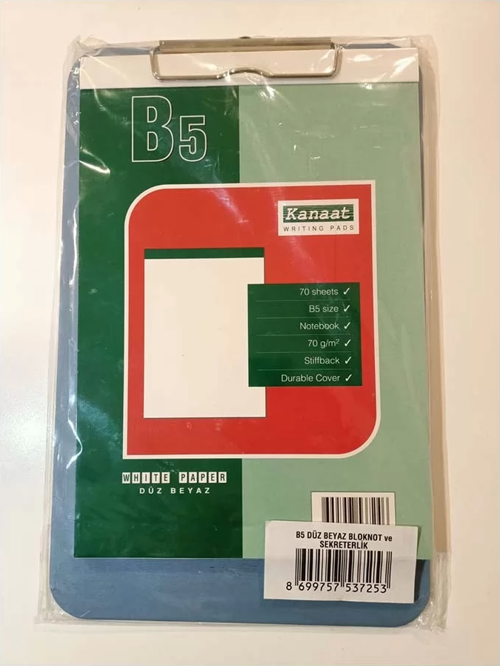 B5
Kanaat
WRITING PADS
70 sheets ✓
B5 size ✓
Notebook ✓
70 g/m² ✓
Stiffback ✓
Durable Cover ✓
WHITE PAPER
DÜZ BEYAZ
B5 DÜZ BEYAZ BLOKNOT ve
SEKRETERLİK
8 699757 537253